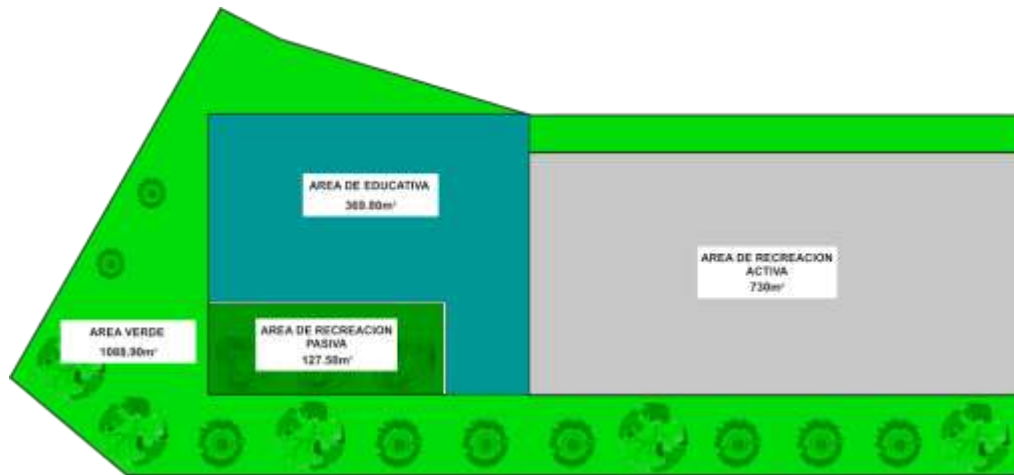 AREA DE EDUCATIVA
369.80m²
AREA DE RECREACION
ACTIVA
730m²
AREA VERDE
1088.90m²
AREA DE RECREACION
PASIVA
127.50m²